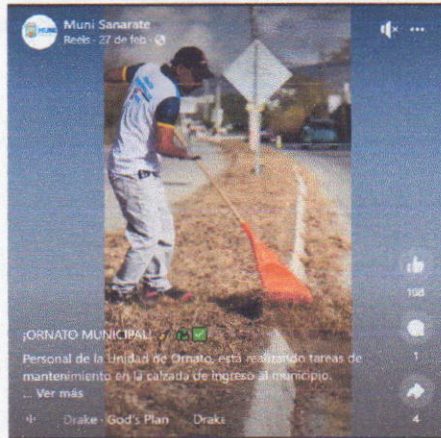 MUNI
Muni Sanarate
Reels · 27 de feb ·
¡ORNATO MUNICIPAL!
Personal de la Unidad de Ornato, está realizando tareas de
mantenimiento en la calzada de ingreso al municipio.
... Ver más
Drake · God's Plan Drake
108
1
4